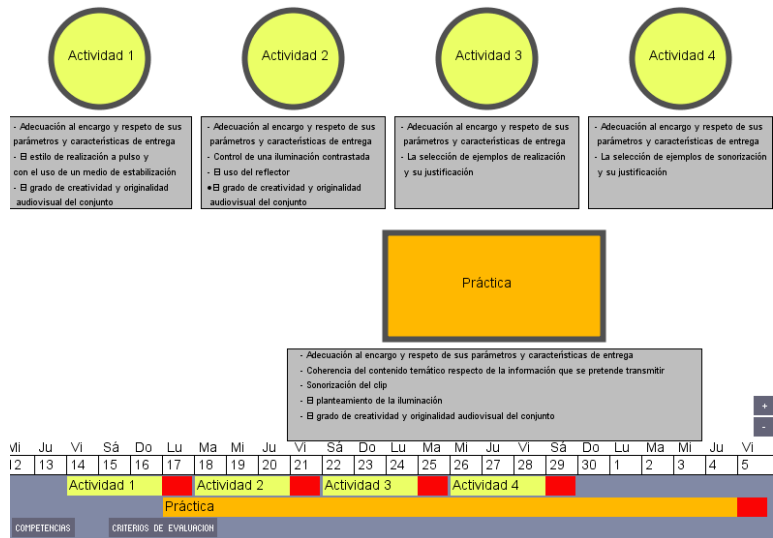 Actividad 1
Actividad 2
Actividad 3
Actividad 4
- Adecuación al encargo y respeto de sus
parámetros y características de entrega
- El estilo de realización a pulso y
con el uso de un medio de estabilización
- El grado de creatividad y originalidad
audiovisual del conjunto
- Adecuación al encargo y respeto de sus
parámetros y características de entrega
- Control de una iluminación contrastada
- El uso del reflector
•El grado de creatividad y originalidad
audiovisual del conjunto
- Adecuación al encargo y respeto de sus
parámetros y características de entrega
- La selección de ejemplos de realización
y su justificación
- Adecuación al encargo y respeto de sus
parámetros y características de entrega
- La selección de ejemplos de sonorización
y su justificación
Práctica
- Adecuación al encargo y respeto de sus parámetros y características de entrega
- Coherencia del contenido temático respecto de la información que se pretende transmitir
- Sonorización del clip
- El planteamiento de la iluminación
- El grado de creatividad y originalidad audiovisual del conjunto
+
-
Mi Ju Vi Sá Do Lu Ma Mi Ju Vi Sá Do Lu Ma Mi Ju Vi Sá Do Lu Ma Mi Ju Vi
12 13 14 15 16 17 18 19 20 21 22 23 24 25 26 27 28 29 30 1 2 3 4 5
Actividad 1 Actividad 2 Actividad 3 Actividad 4
Práctica
COMPETENCIAS CRITERIOS DE EVALUACION